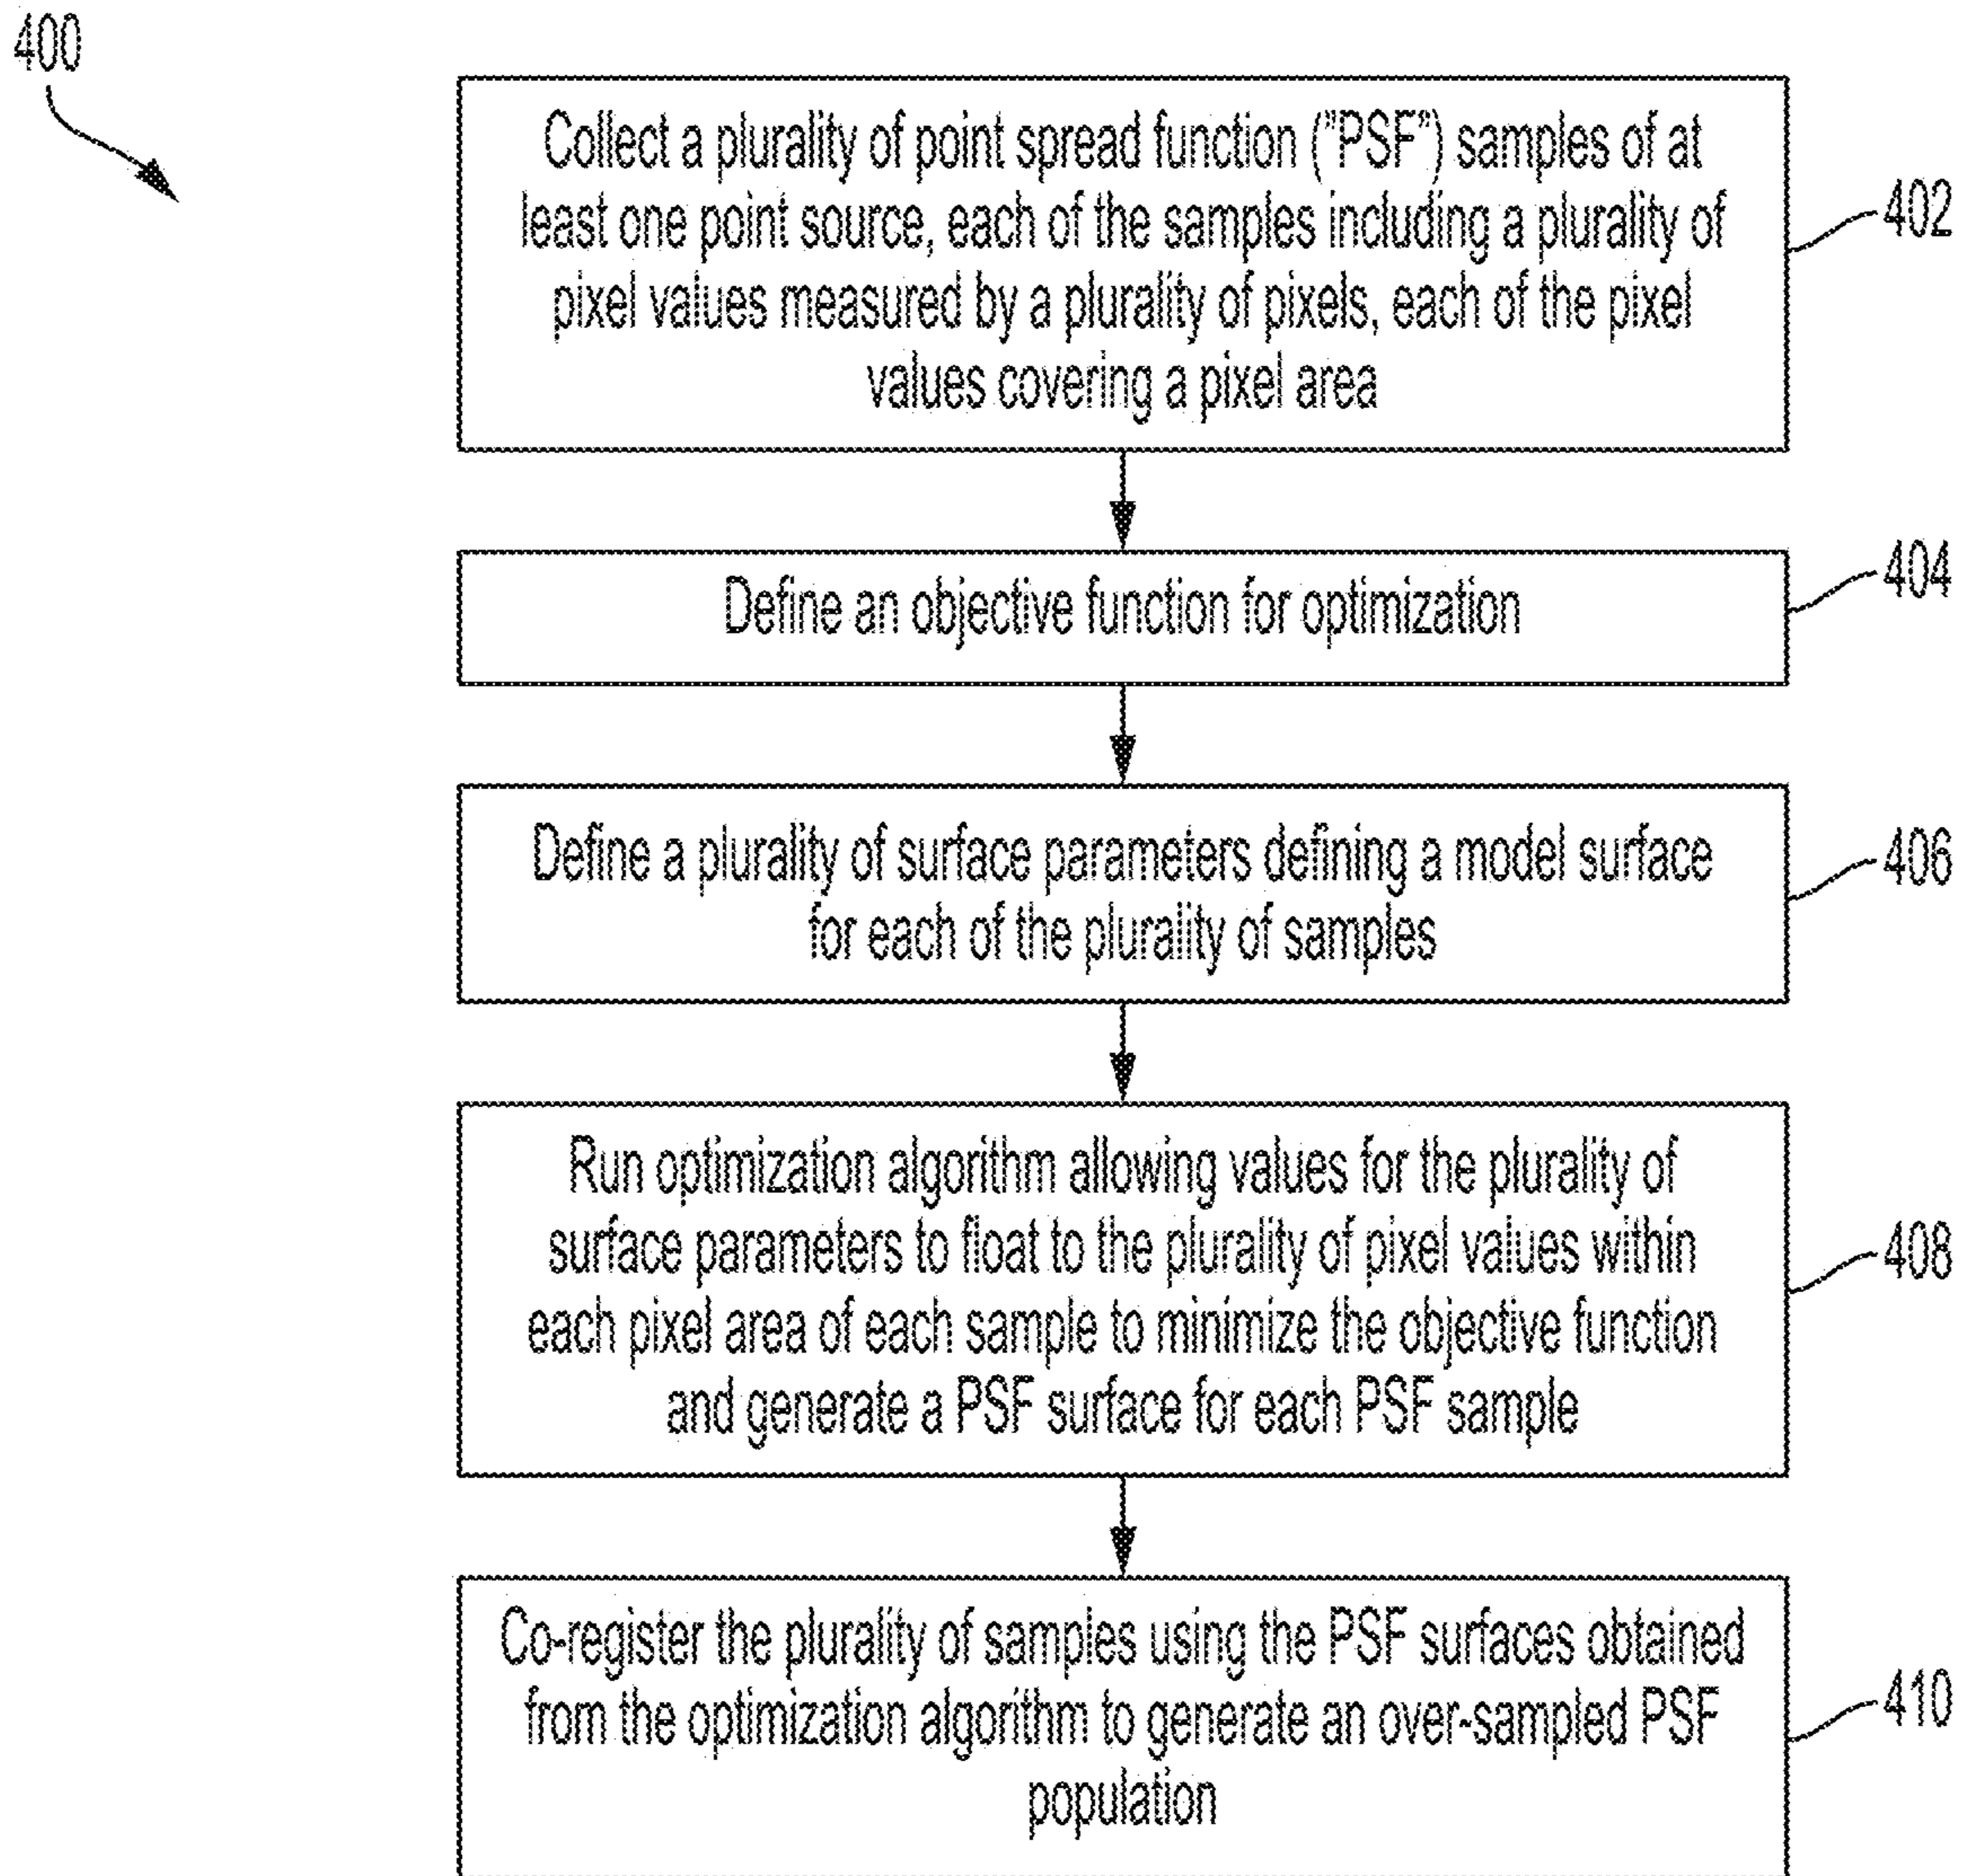 400
Collect a plurality of point spread function ("PSF") samples of at
least one point source, each of the samples including a plurality of
pixel values measured by a plurality of pixels, each of the pixel
values covering a pixel area
402
Define an objective function for optimization
404
Define a plurality of surface parameters defining a model surface
for each of the plurality of samples
406
Run optimization algorithm allowing values for the plurality of
surface parameters to float to the plurality of pixel values within
each pixel area of each sample to minimize the objective function
and generate a PSF surface for each PSF sample
408
Co-register the plurality of samples using the PSF surfaces obtained
from the optimization algorithm to generate an over-sampled PSF
population
410